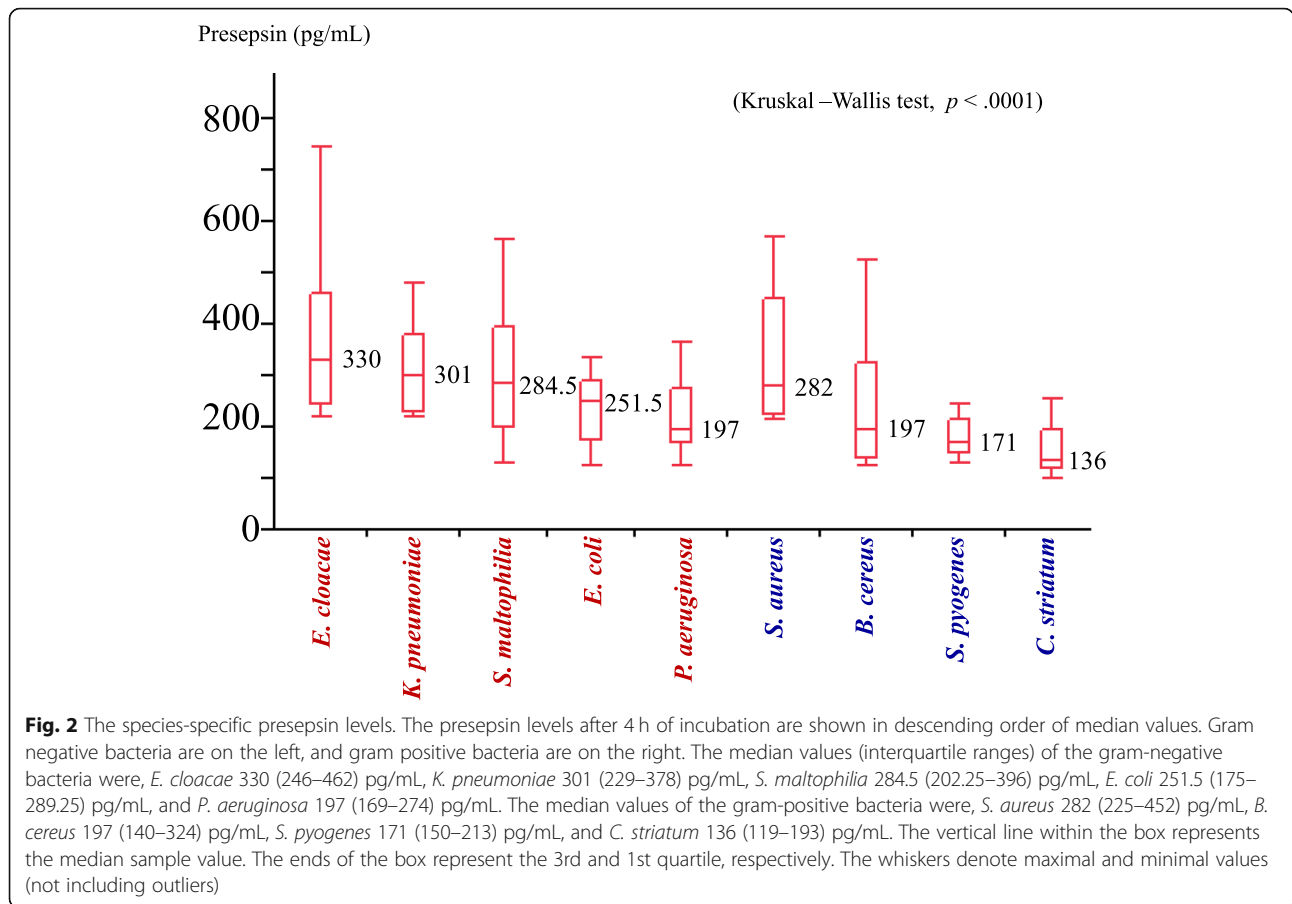 Presepsin (pg/mL)
(Kruskal –Wallis test, p < .0001)
800
600
400
200
0
330
301
284.5
251.5
197
282
197
171
136
E. cloacae
K. pneumoniae
S. maltophilia
E. coli
P. aeruginosa
S. aureus
B. cereus
S. pyogenes
C. striatum
Fig. 2 The species-specific presepsin levels. The presepsin levels after 4 h of incubation are shown in descending order of median values. Gram
negative bacteria are on the left, and gram positive bacteria are on the right. The median values (interquartile ranges) of the gram-negative
bacteria were, E. cloacae 330 (246–462) pg/mL, K. pneumoniae 301 (229–378) pg/mL, S. maltophilia 284.5 (202.25–396) pg/mL, E. coli 251.5 (175–
289.25) pg/mL, and P. aeruginosa 197 (169–274) pg/mL. The median values of the gram-positive bacteria were, S. aureus 282 (225–452) pg/mL, B.
cereus 197 (140–324) pg/mL, S. pyogenes 171 (150–213) pg/mL, and C. striatum 136 (119–193) pg/mL. The vertical line within the box represents
the median sample value. The ends of the box represent the 3rd and 1st quartile, respectively. The whiskers denote maximal and minimal values
(not including outliers)